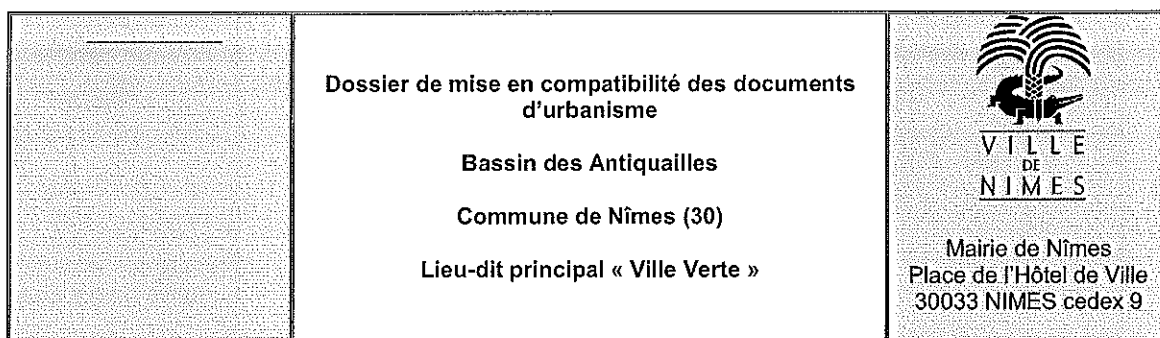 Dossier de mise en compatibilité des documents
d'urbanisme
Bassin des Antiquailles
Commune de Nîmes (30)
Lieu-dit principal « Ville Verte »
VILLE
DE
NIMES
Mairie de Nîmes
Place de l'Hôtel de Ville
30033 NIMES cedex 9